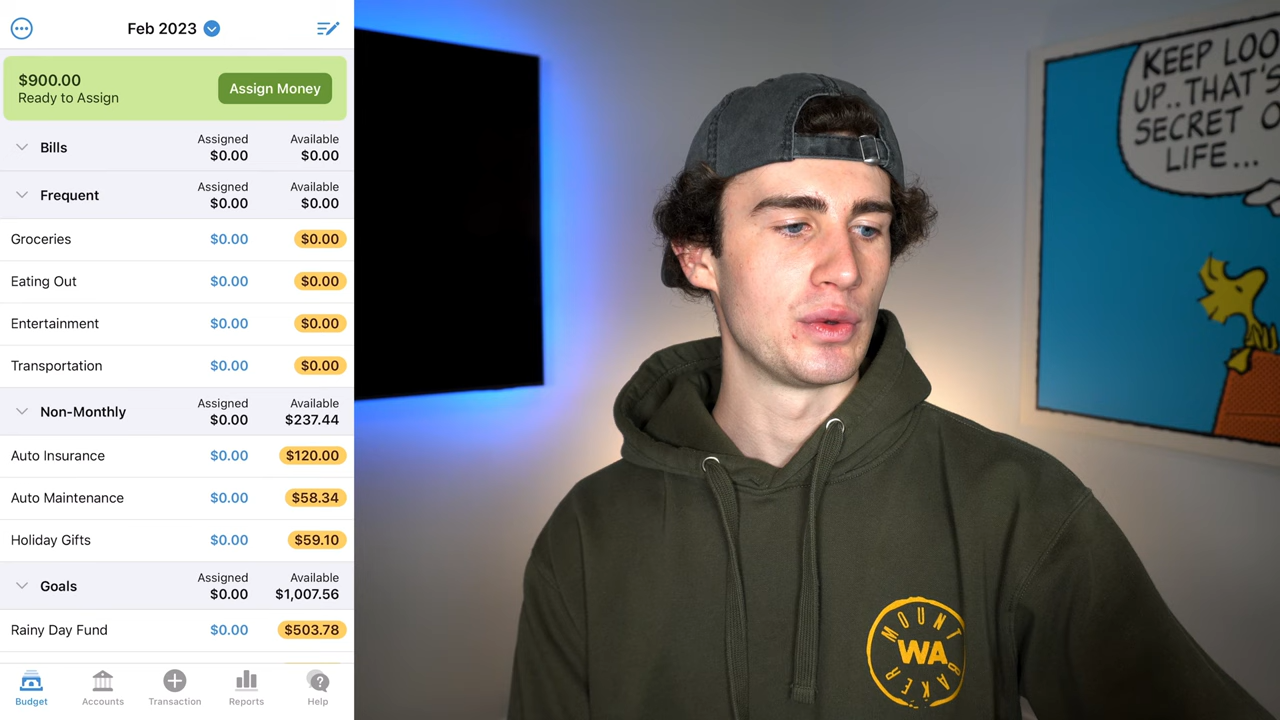 Feb 2023
$900.00
Ready to Assign
Assign Money
Bills
Assigned
$0.00
Available
$0.00
Frequent
Assigned
$0.00
Available
$0.00
Groceries $0.00 $0.00
Eating Out $0.00 $0.00
Entertainment $0.00 $0.00
Transportation $0.00 $0.00
Non-Monthly
Assigned
$0.00
Available
$237.44
Auto Insurance $0.00 $120.00
Auto Maintenance $0.00 $58.34
Holiday Gifts $0.00 $59.10
Goals
Assigned
$0.00
Available
$1,007.56
Rainy Day Fund $0.00 $503.78
Budget Accounts Transaction Reports Help
KEEP LOO
UP..THAT'S
SECRET O
LIFE...
MOUNT
WA
BAKER